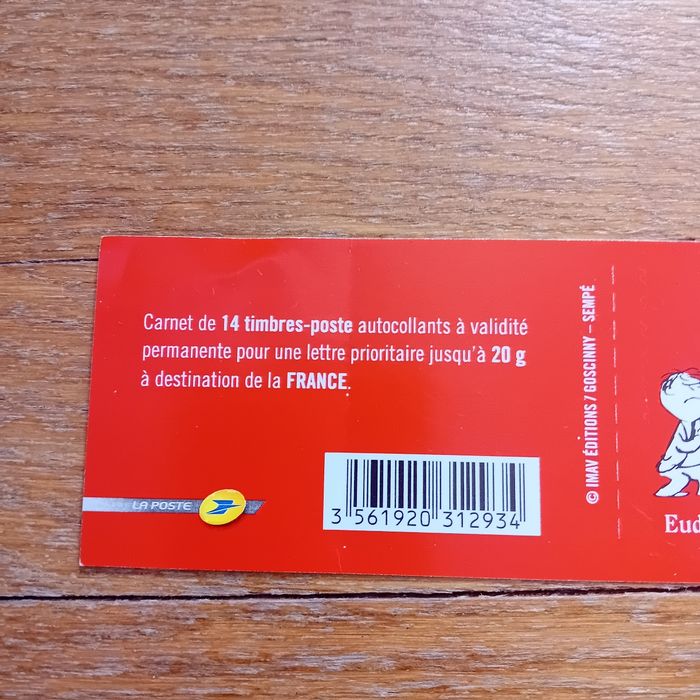 Carnet de 14 timbres-poste autocollants à validité
permanente pour une lettre prioritaire jusqu'à 20 g
à destination de la FRANCE.
LA POSTE
3 561920 312934
© IMAV ÉDITIONS / GOSCINNY – SEMPÉ
Eud